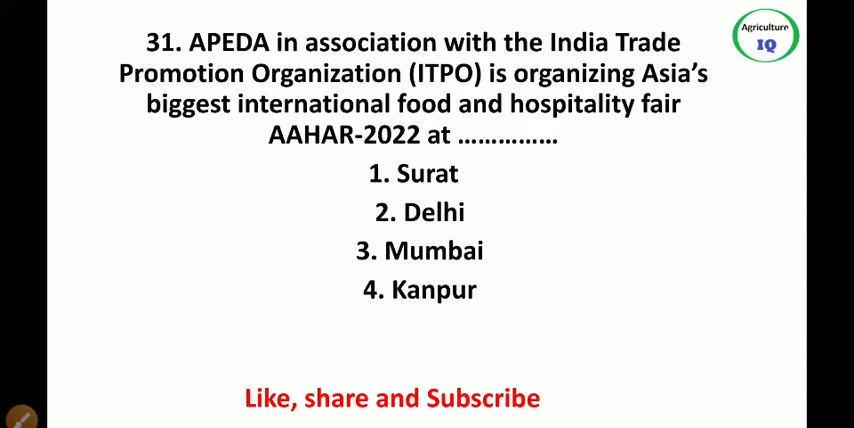 Agriculture
IQ
31. APEDA in association with the India Trade
Promotion Organization (ITPO) is organizing Asia’s
biggest international food and hospitality fair
AAHAR-2022 at ……………
1. Surat
2. Delhi
3. Mumbai
4. Kanpur
Like, share and Subscribe